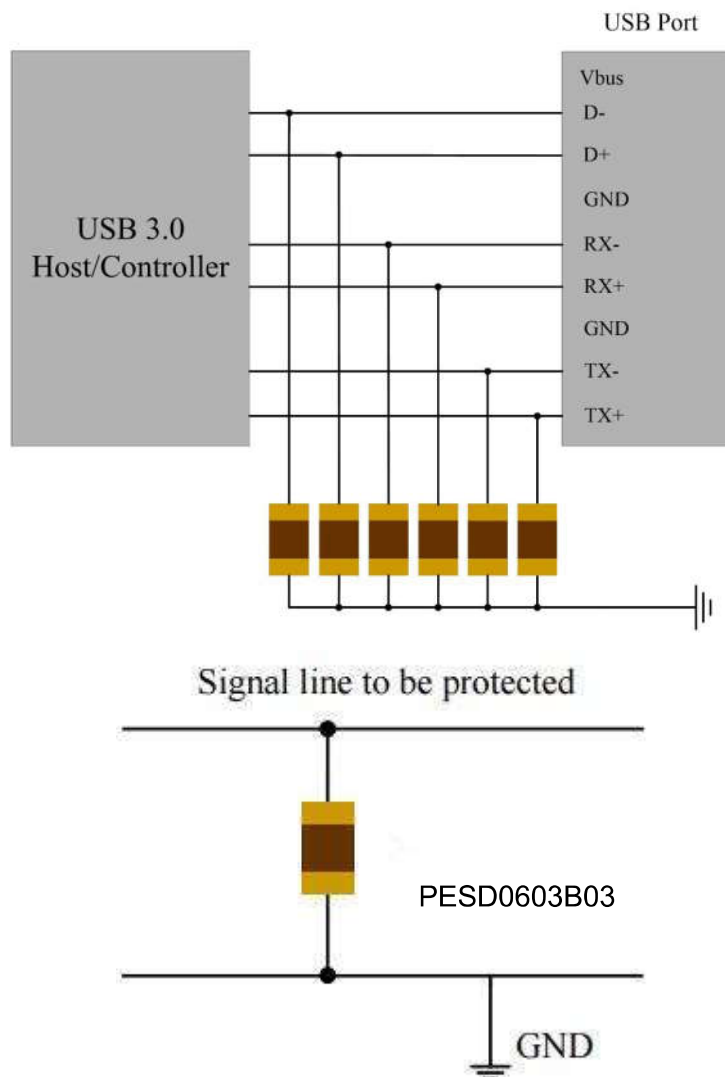 USB Port
Vbus
D-
D+
GND
USB 3.0
Host/Controller
RX-
RX+
GND
TX-
TX+
Signal line to be protected
PESD0603B03
GND